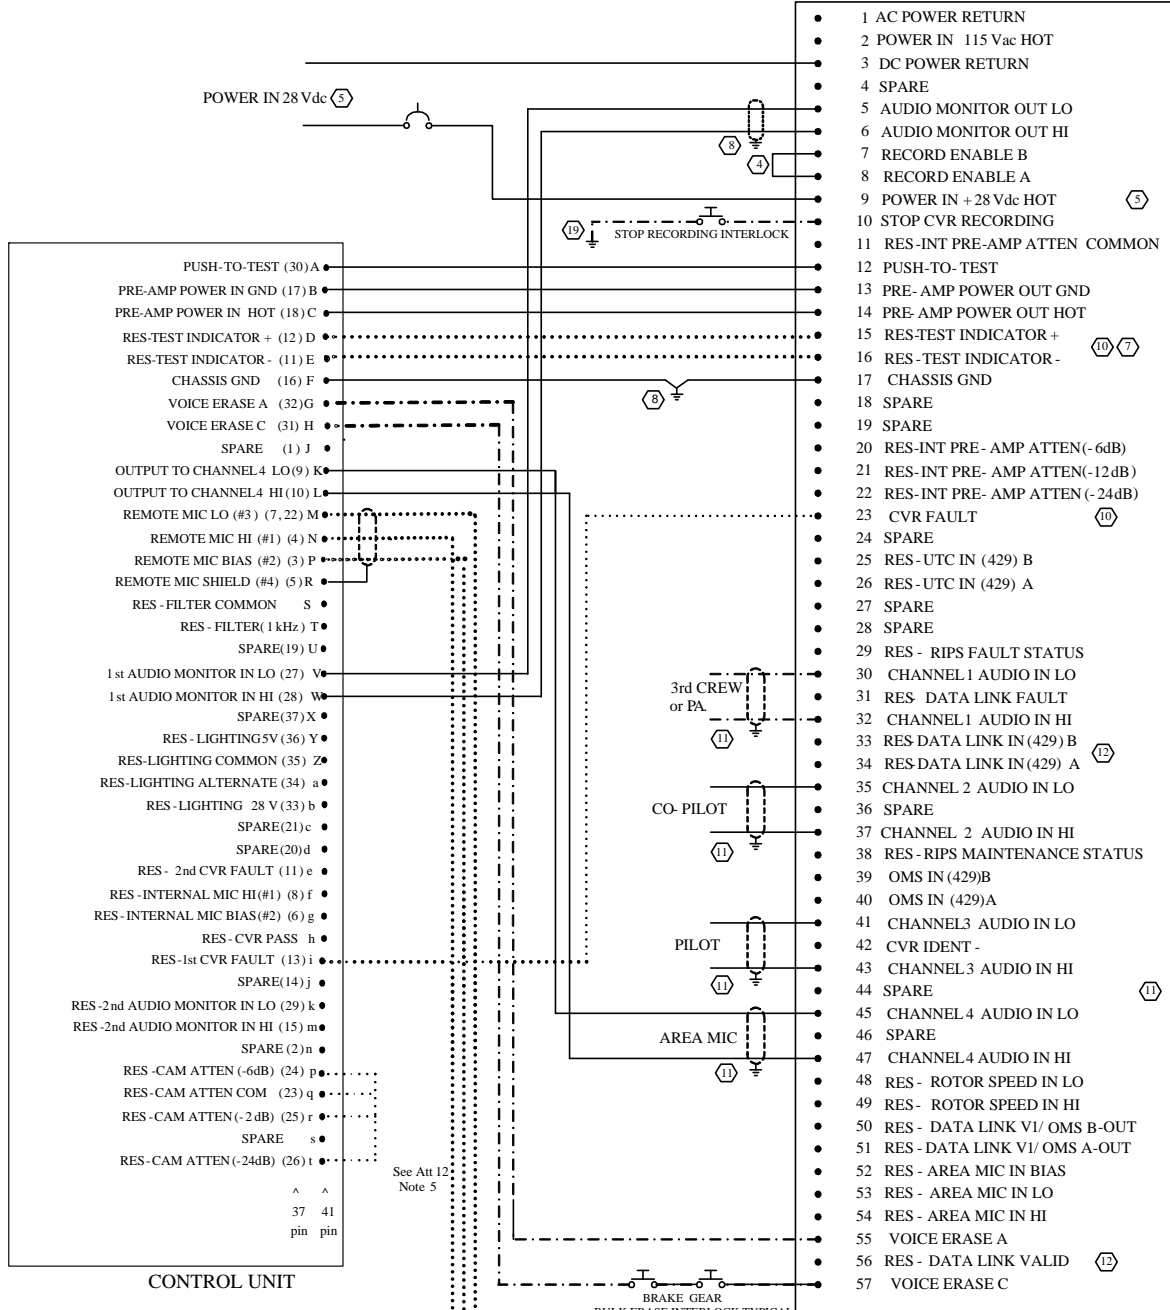 1 AC POWER RETURN
2 POWER IN 115 Vac HOT
3 DC POWER RETURN
4 SPARE
5 AUDIO MONITOR OUT LO
6 AUDIO MONITOR OUT HI
7 RECORD ENABLE B
8 RECORD ENABLE A
9 POWER IN +28 Vdc HOT 5
10 STOP CVR RECORDING
11 RES-INT PRE-AMP ATTEN COMMON
12 PUSH-TO-TEST
13 PRE-AMP POWER OUT GND
14 PRE-AMP POWER OUT HOT
15 RES-TEST INDICATOR+
10 7
16 RES-TEST INDICATOR-
17 CHASSIS GND
18 SPARE
19 SPARE
20 RES-INT PRE-AMP ATTEN(-6dB)
21 RES-INT PRE-AMP ATTEN(-12dB)
22 RES-INT PRE-AMP ATTEN(-24dB)
23 CVR FAULT 10
24 SPARE
25 RES-UTC IN (429) B
26 RES-UTC IN (429) A
27 SPARE
28 SPARE
29 RES - RIPS FAULT STATUS
30 CHANNEL1 AUDIO IN LO
31 RES- DATA LINK FAULT
32 CHANNEL1 AUDIO IN HI
33 RES-DATA LINK IN(429) B
12
34 RES-DATA LINK IN(429) A
35 CHANNEL 2 AUDIO IN LO
36 SPARE
37 CHANNEL 2 AUDIO IN HI
38 RES-RIPS MAINTENANCE STATUS
39 OMS IN(429)B
40 OMS IN (429)A
41 CHANNEL3 AUDIO IN LO
42 CVR IDENT -
43 CHANNEL3 AUDIO IN HI
44 SPARE 11
45 CHANNEL4 AUDIO IN LO
46 SPARE
47 CHANNEL4 AUDIO IN HI
48 RES- ROTOR SPEED IN LO
49 RES- ROTOR SPEED IN HI
50 RES - DATA LINK V1/ OMS B-OUT
51 RES-DATA LINK V1/ OMS A-OUT
52 RES - AREA MIC IN BIAS
53 RES - AREA MIC IN LO
54 RES - AREA MIC IN HI
55 VOICE ERASE A
56 RES - DATA LINK VALID 12
57 VOICE ERASE C
POWER IN 28 Vdc 5
8
4
19
STOP RECORDING INTERLOCK
8
3rd CREW
or PA.
11
CO-PILOT
11
PILOT
11
AREA MIC
11
PUSH-TO-TEST (30)A
PRE-AMP POWER IN GND (17) B
PRE-AMP POWER IN HOT (18) C
RES-TEST INDICATOR + (12) D
RES-TEST INDICATOR - (11) E
CHASSIS GND (16) F
VOICE ERASE A (32)G
VOICE ERASE C (31) H
SPARE (1) J
OUTPUT TO CHANNEL4 LO(9) K
OUTPUT TO CHANNEL4 HI(10) L
REMOTE MIC LO (#3) (7,22) M
REMOTE MIC HI (#1) (4) N
REMOTE MIC BIAS (#2) (3) P
REMOTE MIC SHIELD (#4) (5) R
RES-FILTER COMMON S
RES-FILTER(1kHz) T
SPARE(19) U
1st AUDIO MONITOR IN LO (27) V
1st AUDIO MONITOR IN HI (28) W
SPARE(37)X
RES-LIGHTING5V (36) Y
RES-LIGHTING COMMON (35) Z
RES-LIGHTING ALTERNATE (34) a
RES-LIGHTING 28 V(33) b
SPARE(21)c
SPARE(20)d
RES- 2nd CVR FAULT (11) e
RES-INTERNAL MIC HI(#1) (8) f
RES-INTERNAL MIC BIAS(#2) (6) g
RES-CVR PASS h
RES-1st CVR FAULT (13) i
SPARE(14) j
RES-2nd AUDIO MONITOR IN LO (29) k
RES-2nd AUDIO MONITOR IN HI (15) m
SPARE (2)n
RES-CAM ATTEN (-6dB) (24) p
RES-CAM ATTEN COM (23) q
RES-CAM ATTEN(-2dB) (25) r
SPARE s
RES-CAM ATTEN(-24dB) (26) t
^ ^
37 41
pin pin
CONTROL UNIT
See Att 12
Note 5
BRAKE GEAR
BULK ERASE INTERLOCK TYPICAL